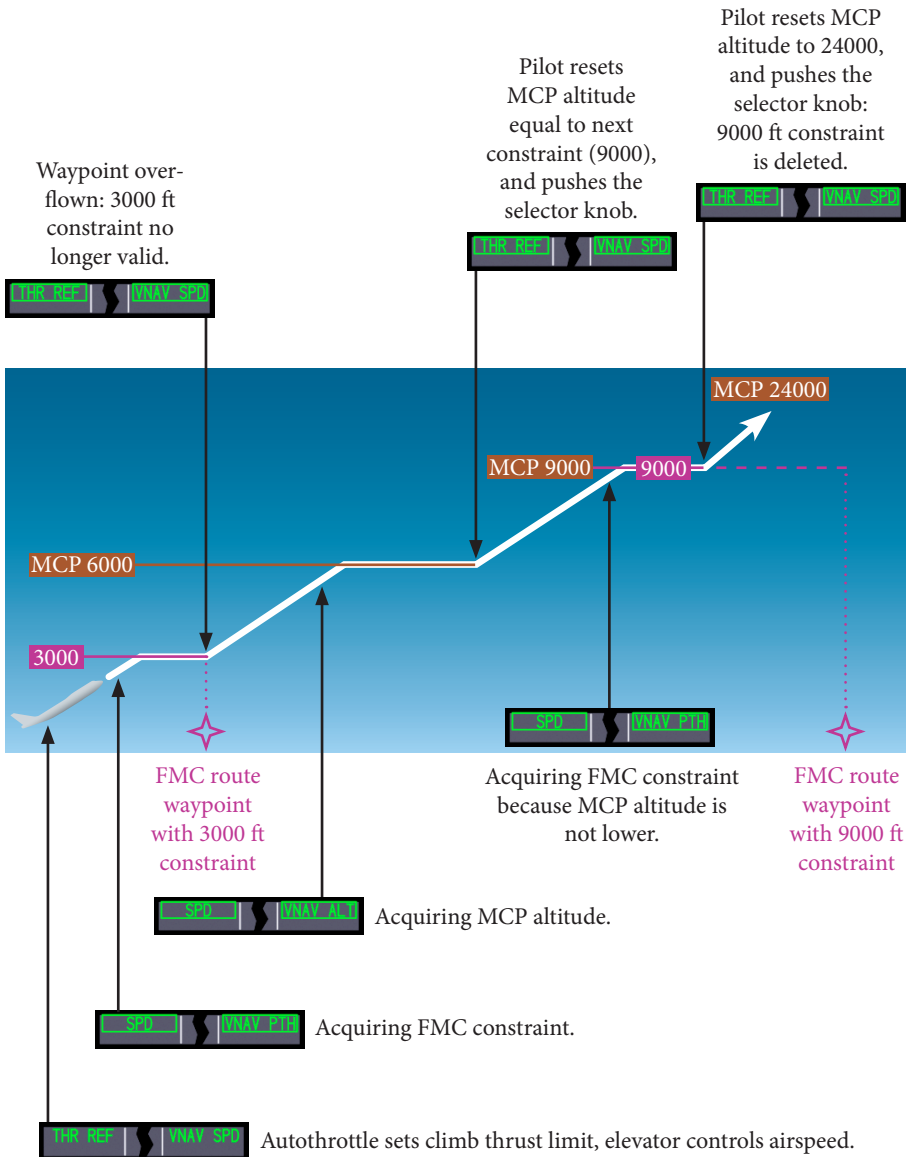 Pilot resets MCP
altitude to 24000,
and pushes the
selector knob:
9000 ft constraint
is deleted.
THR REF VNAV SPD
Pilot resets
MCP altitude
equal to next
constraint (9000),
and pushes the
selector knob.
THR REF VNAV SPD
Waypoint over-
flown: 3000 ft
constraint no
longer valid.
THR REF VNAV SPD
MCP 24000
MCP 9000
9000
MCP 6000
3000
SPD VNAV PTH
Acquiring FMC constraint
because MCP altitude is
not lower.
FMC route
waypoint
with 3000 ft
constraint
FMC route
waypoint
with 9000 ft
constraint
SPD VNAV ALT
Acquiring MCP altitude.
SPD VNAV PTH
Acquiring FMC constraint.
THR REF VNAV SPD
Autothrottle sets climb thrust limit, elevator controls airspeed.